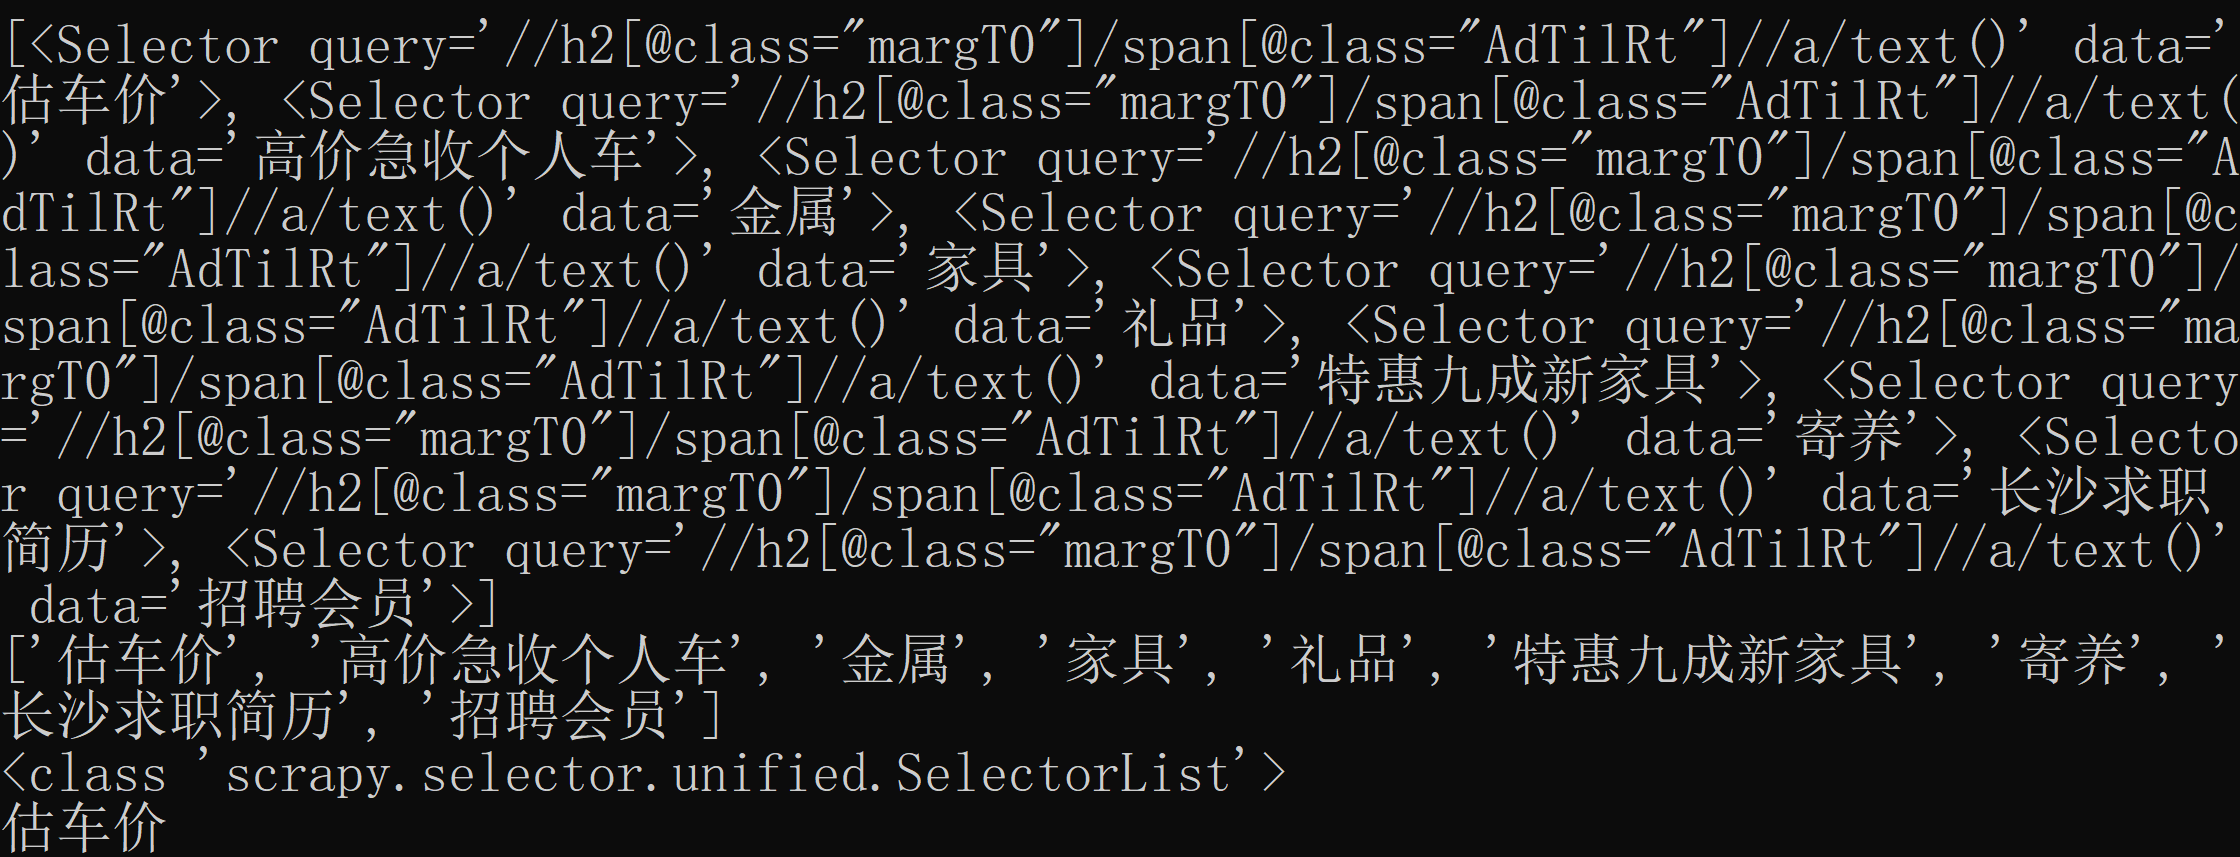 [<Selector query='//h2[@class="margT0"]/span[@class="AdTilRt"]//a/text()' data='
估车价'>, <Selector query='//h2[@class="margT0"]/span[@class="AdTilRt"]//a/text(
)' data='高价急收个人车'>, <Selector query='//h2[@class="margT0"]/span[@class="A
dTilRt"]//a/text()' data='金属'>, <Selector query='//h2[@class="margT0"]/span[@c
lass="AdTilRt"]//a/text()' data='家具'>, <Selector query='//h2[@class="margT0"]/
span[@class="AdTilRt"]//a/text()' data='礼品'>, <Selector query='//h2[@class="ma
rgT0"]/span[@class="AdTilRt"]//a/text()' data='特惠九成新家具'>, <Selector query
='//h2[@class="margT0"]/span[@class="AdTilRt"]//a/text()' data='寄养'>, <Selecto
r query='//h2[@class="margT0"]/span[@class="AdTilRt"]//a/text()' data='长沙求职
简历'>, <Selector query='//h2[@class="margT0"]/span[@class="AdTilRt"]//a/text()'
 data='招聘会员'>]
['估车价', '高价急收个人车', '金属', '家具', '礼品', '特惠九成新家具', '寄养', '
长沙求职简历', '招聘会员']
<class 'scrapy.selector.unified.SelectorList'>
估车价